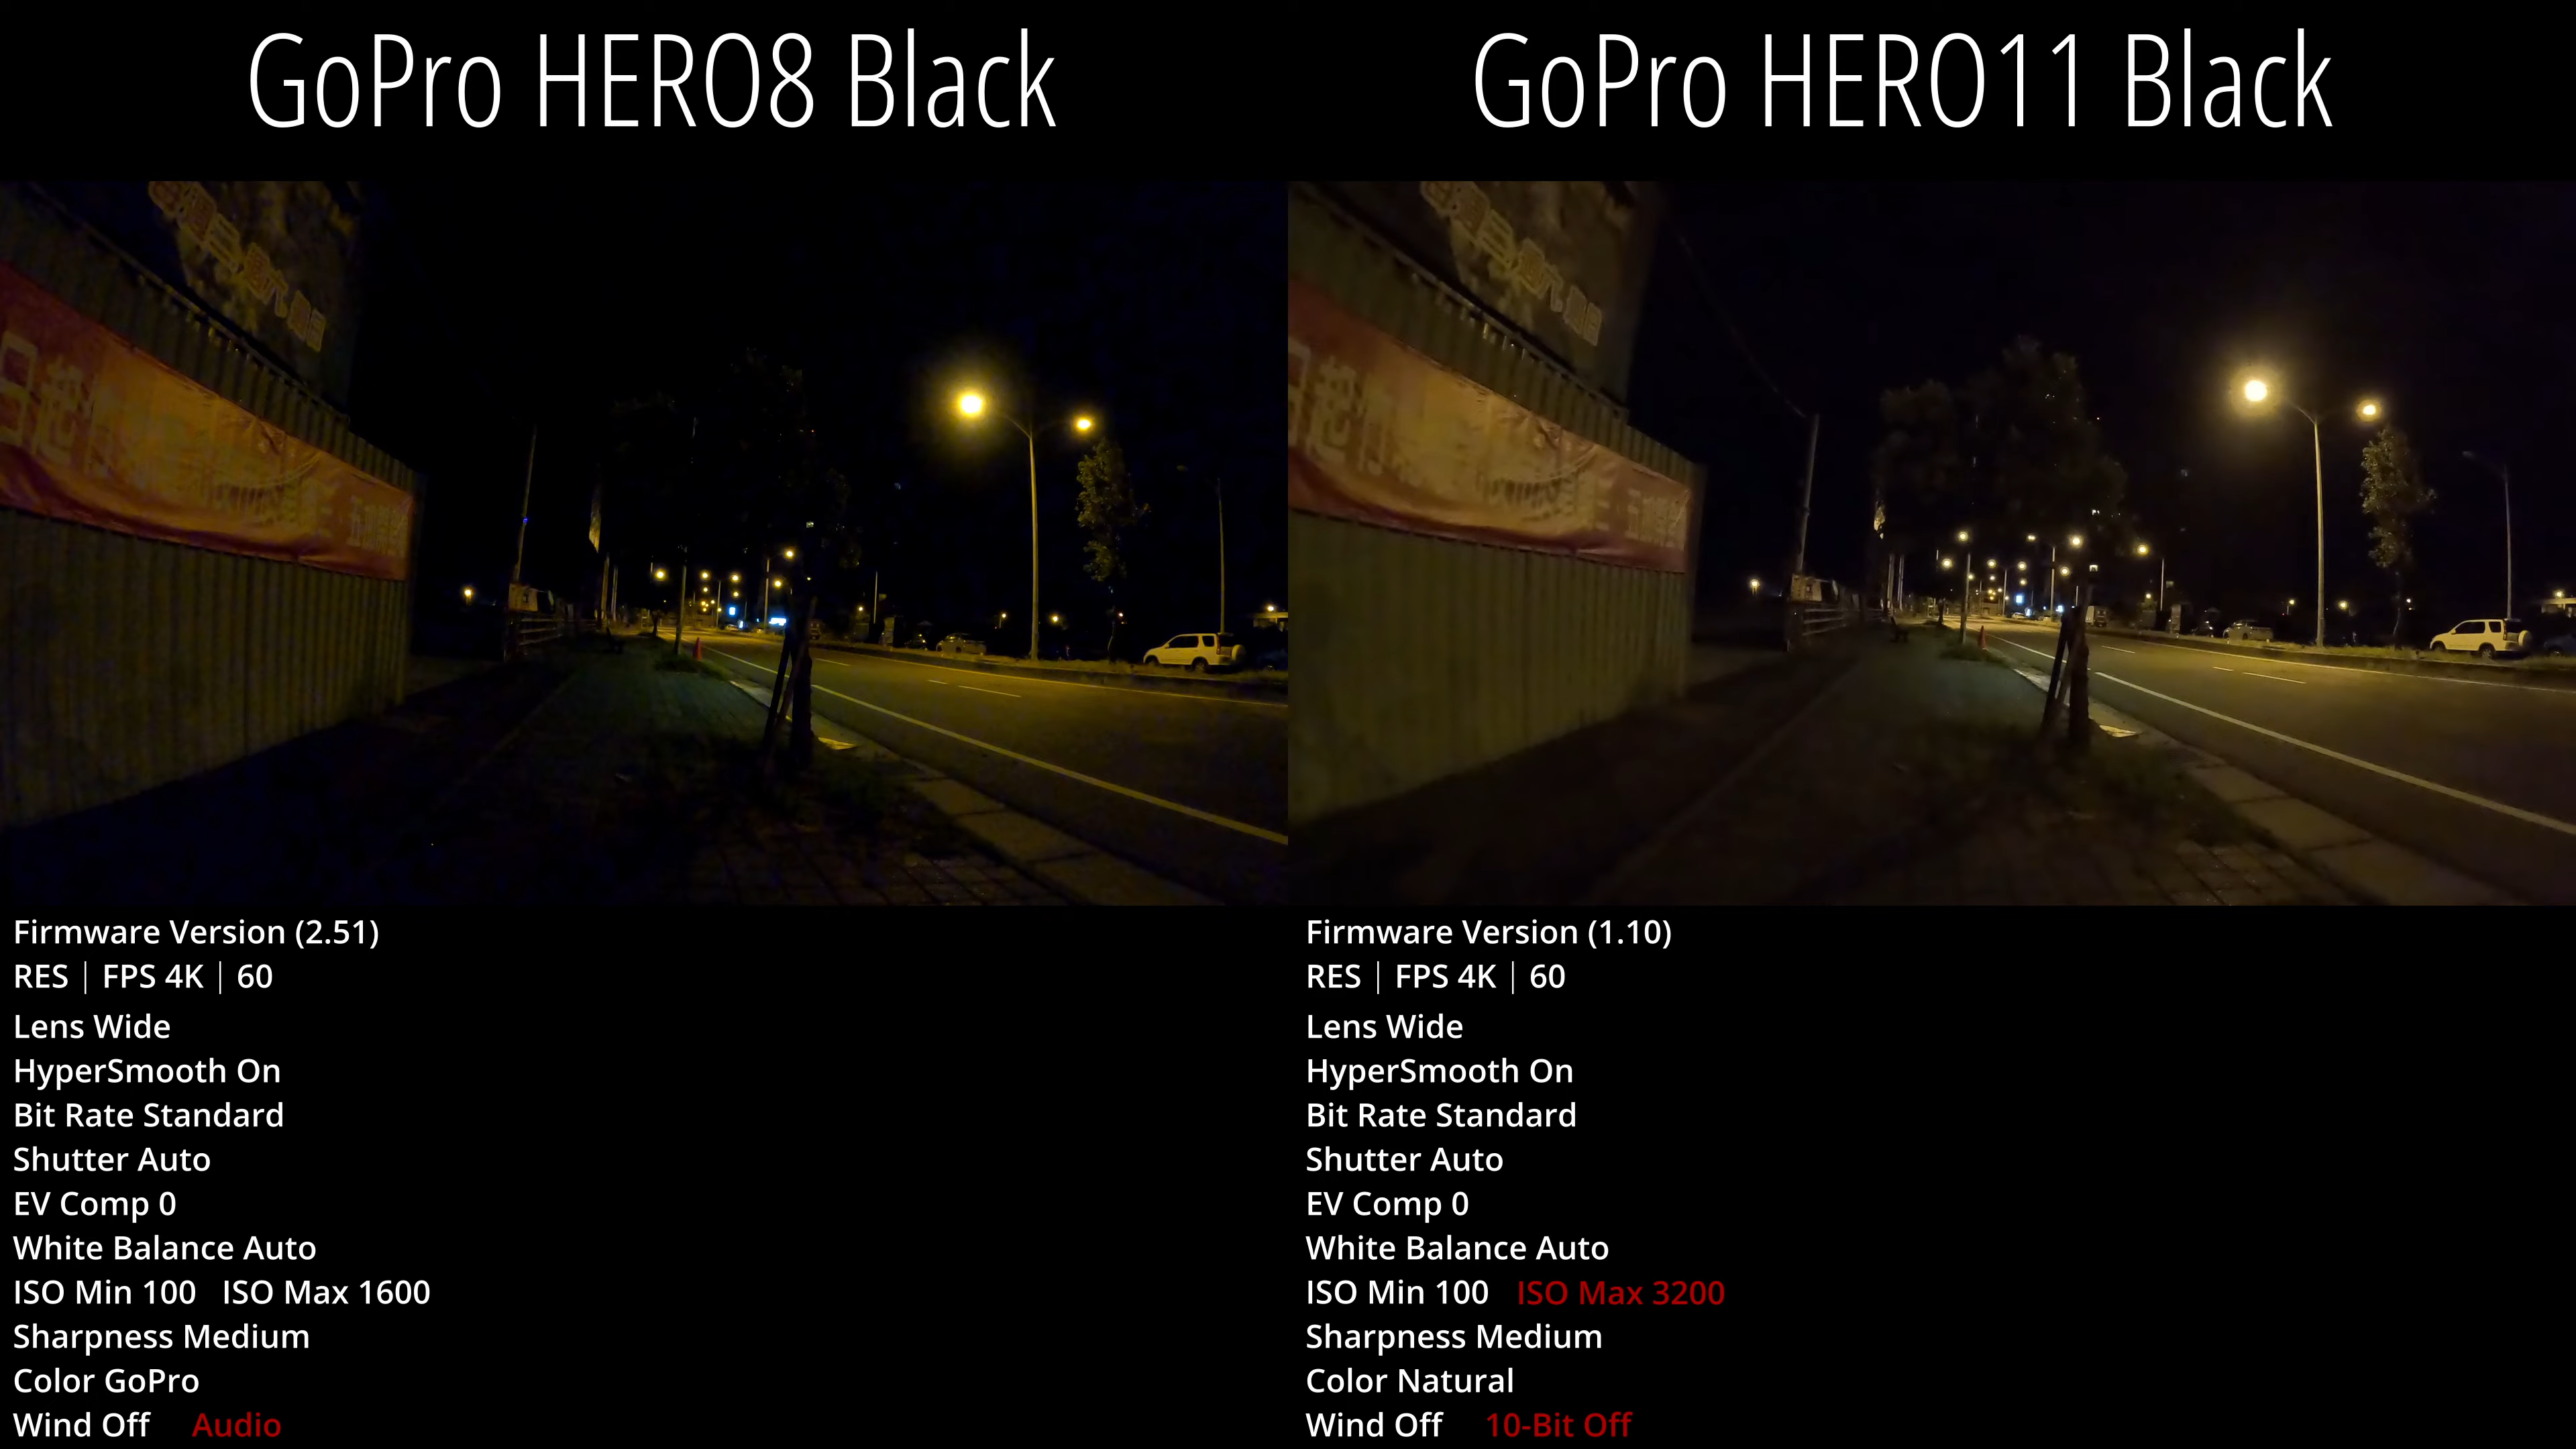 GoPro HERO8 Black
GoPro HERO11 Black
Firmware Version (2.51)
RES | FPS 4K | 60
Lens Wide
HyperSmooth On
Bit Rate Standard
Shutter Auto
EV Comp 0
White Balance Auto
ISO Min 100 ISO Max 1600
Sharpness Medium
Color GoPro
Wind Off Audio
Firmware Version (1.10)
RES | FPS 4K | 60
Lens Wide
HyperSmooth On
Bit Rate Standard
Shutter Auto
EV Comp 0
White Balance Auto
ISO Min 100 ISO Max 3200
Sharpness Medium
Color Natural
Wind Off 10-Bit Off